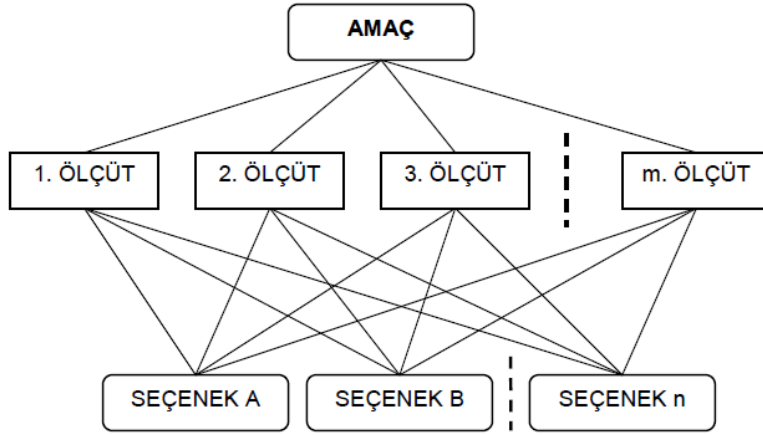 AMAÇ
1. ÖLÇÜT
2. ÖLÇÜT
3. ÖLÇÜT
m. ÖLÇÜT
SEÇENEK A
SEÇENEK B
SEÇENEK n